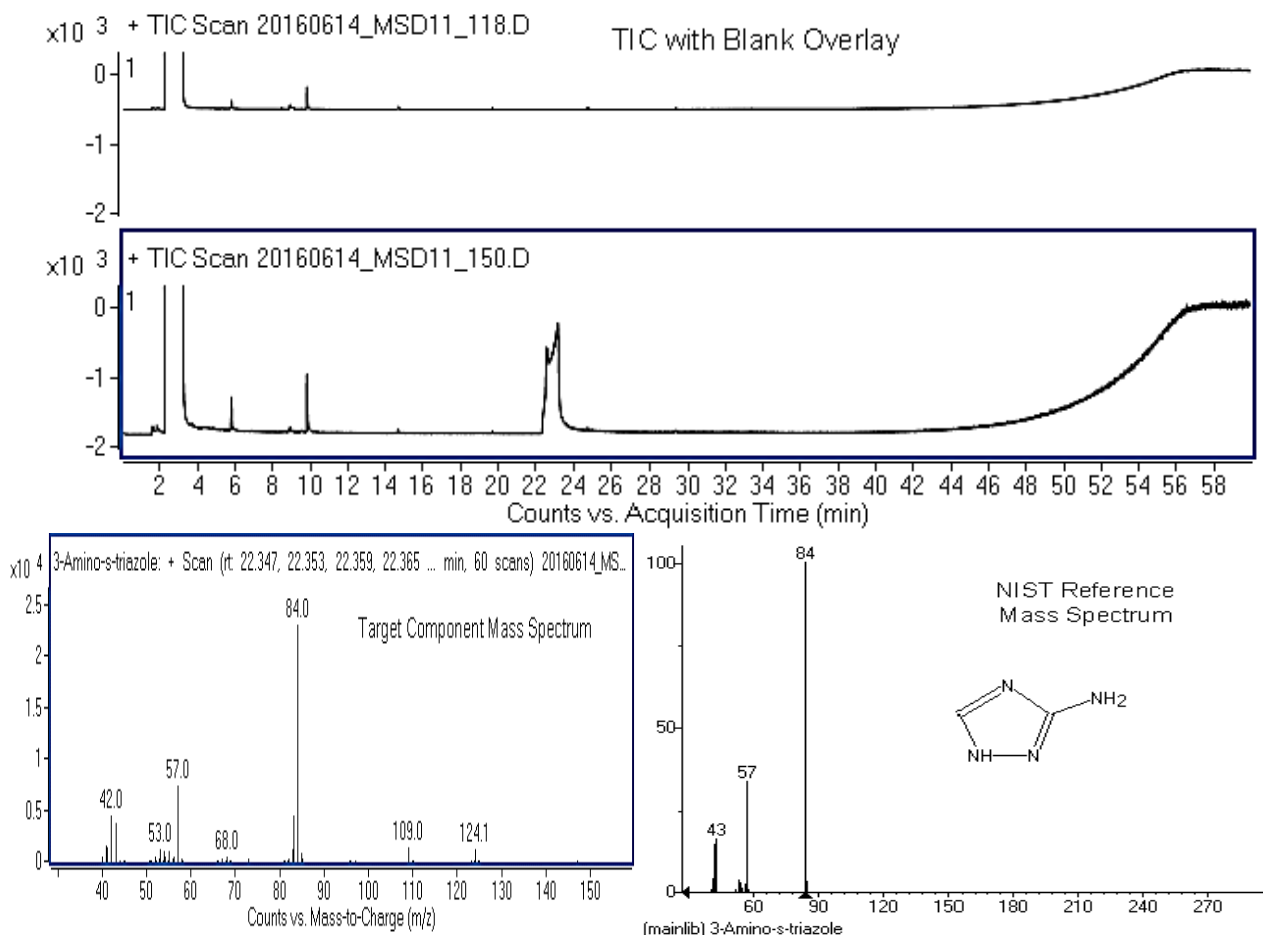 + TIC Scan 20160614_MSD11_118.D
TIC with Blank Overlay
x10 3
1
0
-1
-2
+ TIC Scan 20160614_MSD11_150.D
x10 3
1
0
-1
-2
2 4 6 8 10 12 14 16 18 20 22 24 26 28 30 32 34 36 38 40 42 44 46 48 50 52 54 56 58
Counts vs. Acquisition Time (min)
x10 4
3-Amino-s-triazole: + Scan (rt: 22.347, 22.353, 22.359, 22.365 ... min, 60 scans) 20160614_MS...
Target Component Mass Spectrum
2.5
2
1.5
1
0.5
0
84.0
57.0
42.0
53.0
68.0
109.0
124.1
40 50 60 70 80 90 100 110 120 130 140 150
Counts vs. Mass-to-Charge (m/z)
NIST Reference
Mass Spectrum
100
50
0
84
57
43
N
NH2
NH
N
60 90 120 150 180 210 240 270
(mainlib) 3-Amino-s-triazole